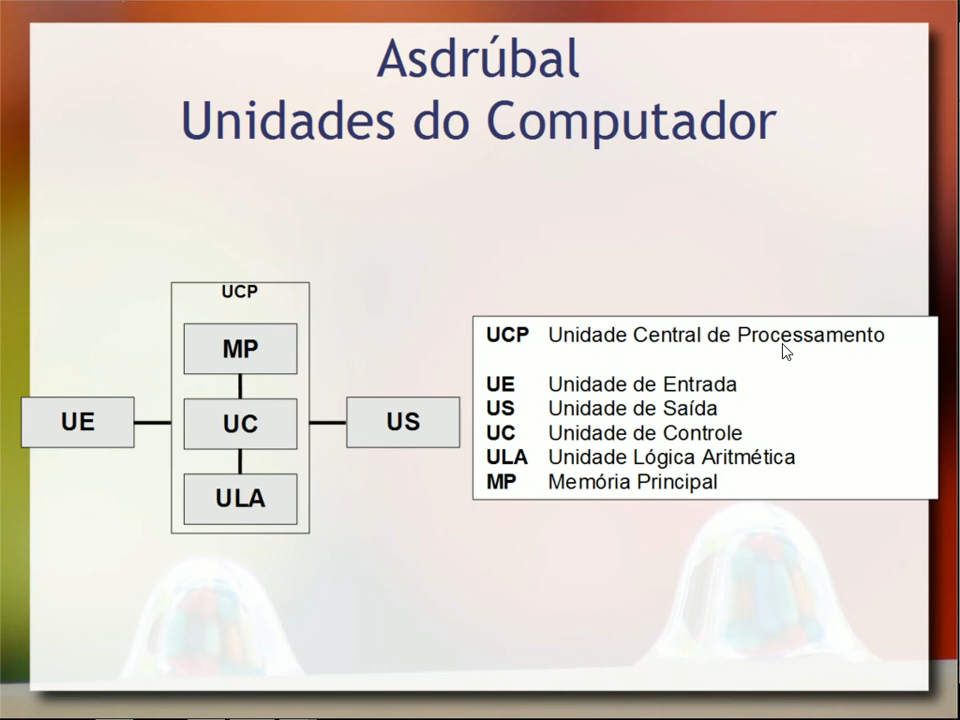 Asdrúbal
Unidades do Computador
UCP
MP
UE
UC
US
ULA
UCP Unidade Central de Processamento
UE Unidade de Entrada
US Unidade de Saída
UC Unidade de Controle
ULA Unidade Lógica Aritmética
MP Memória Principal